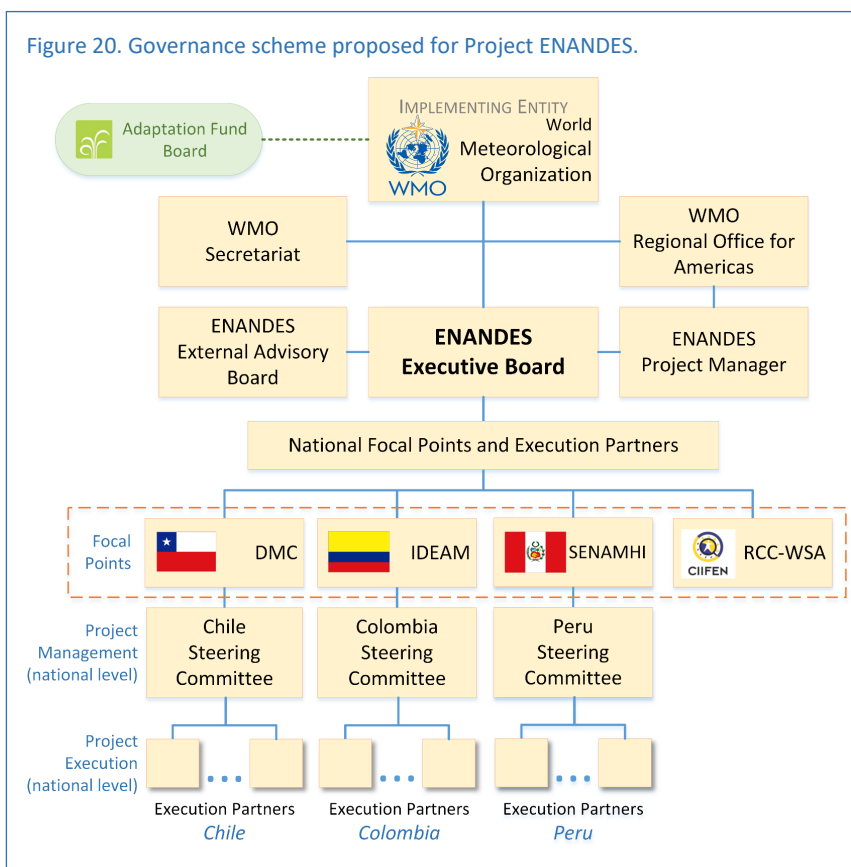 Figure 20. Governance scheme proposed for Project ENANDES.
Adaptation Fund
Board
IMPLEMENTING ENTITY
World
Meteorological
Organization
WMO
WMO
Secretariat
WMO
Regional Office for
Americas
ENANDES
External Advisory
Board
ENANDES
Executive Board
ENANDES
Project Manager
National Focal Points and Execution Partners
Focal
Points
DMC
IDEAM
SENAMHI
CIIFEN
RCC-WSA
Project
Management
(national level)
Chile
Steering
Committee
Colombia
Steering
Committee
Peru
Steering
Committee
Project
Execution
(national level)
...
...
...
Execution Partners
Chile
Execution Partners
Colombia
Execution Partners
Peru